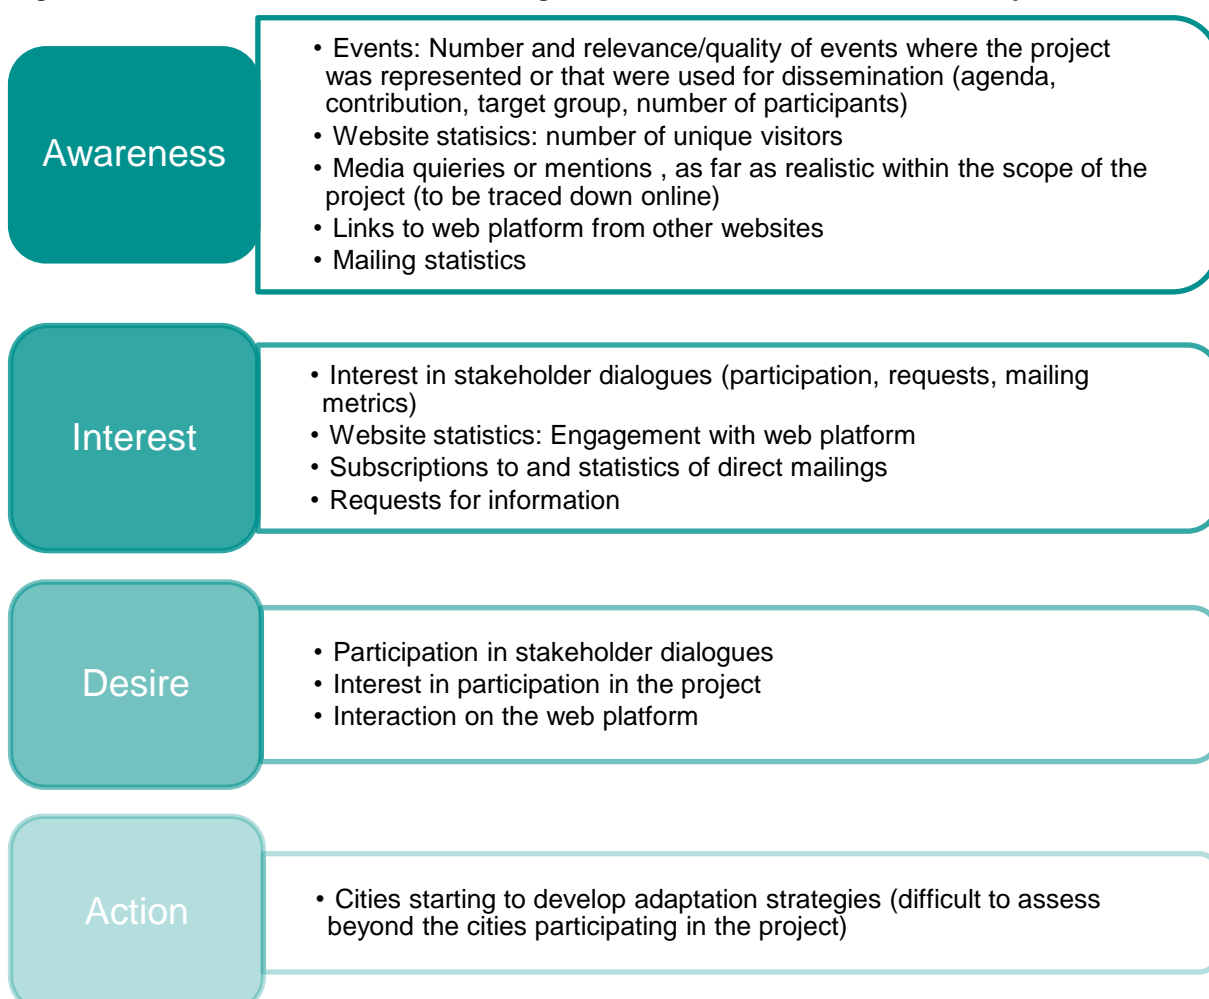 Awareness
• Events: Number and relevance/quality of events where the project
was represented or that were used for dissemination (agenda,
contribution, target group, number of participants)
• Website statisics: number of unique visitors
• Media quieries or mentions , as far as realistic within the scope of the
project (to be traced down online)
• Links to web platform from other websites
• Mailing statistics
Interest
• Interest in stakeholder dialogues (participation, requests, mailing
metrics)
• Website statistics: Engagement with web platform
• Subscriptions to and statistics of direct mailings
• Requests for information
Desire
• Participation in stakeholder dialogues
• Interest in participation in the project
• Interaction on the web platform
Action
• Cities starting to develop adaptation strategies (difficult to assess
beyond the cities participating in the project)